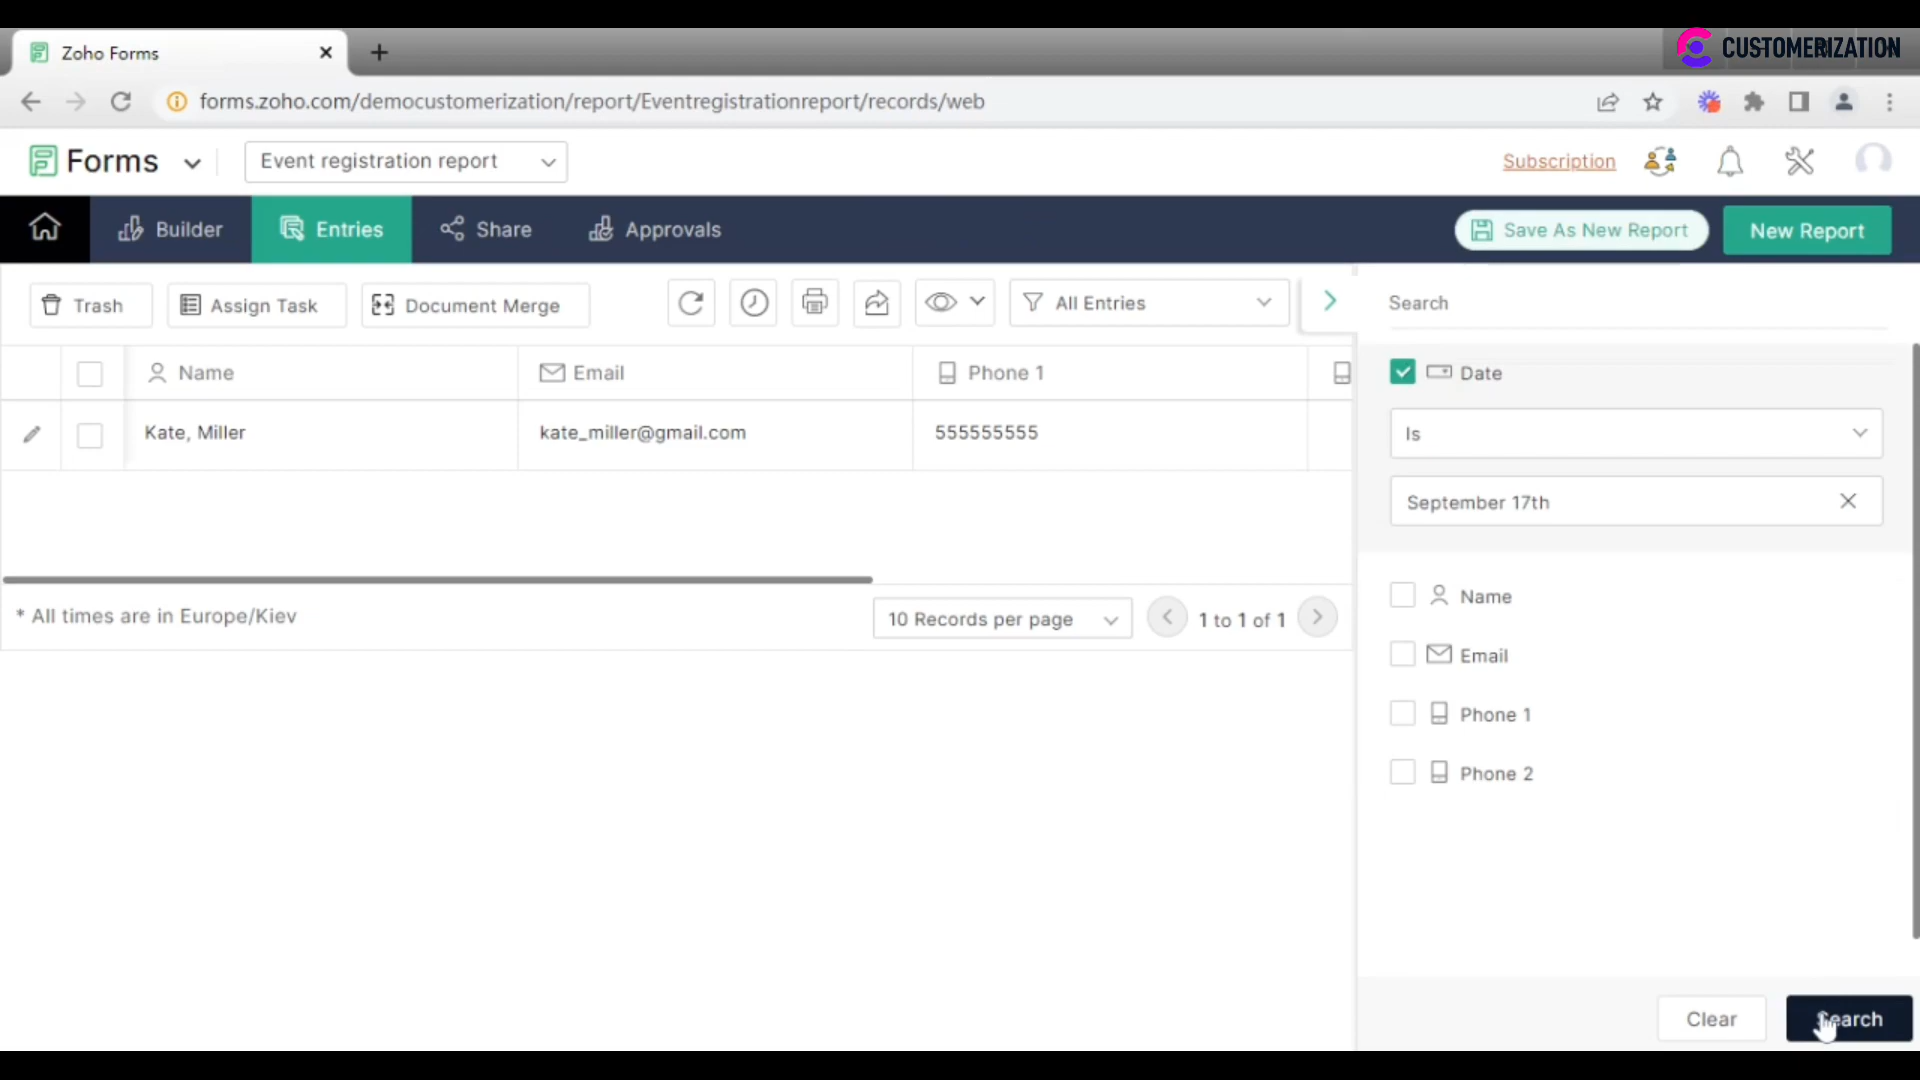 Zoho Forms
CUSTOMERIZATION
forms.zoho.com/democustomerization/report/Eventregistrationreport/records/web
Forms
Event registration report
Subscription
Builder
Entries
Share
Approvals
Save As New Report
New Report
Trash
Assign Task
Document Merge
All Entries
Search
Name
Email
Phone 1
Date
Kate, Miller
kate_miller@gmail.com
555555555
Is
September 17th
* All times are in Europe/Kiev
10 Records per page
1 to 1 of 1
Name
Email
Phone 1
Phone 2
Clear
Search